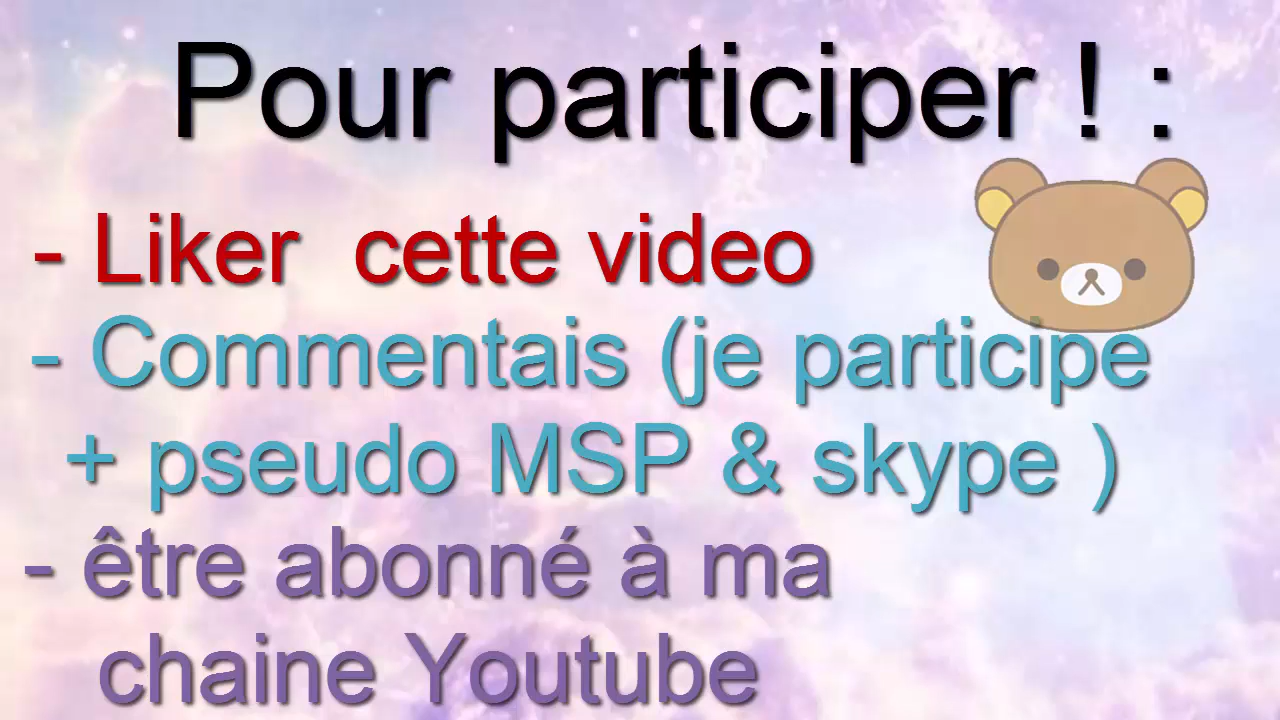 Pour participer ! :
- Liker cette video
- Commentais (je participe
+ pseudo MSP & skype )
- être abonné à ma
chaine Youtube